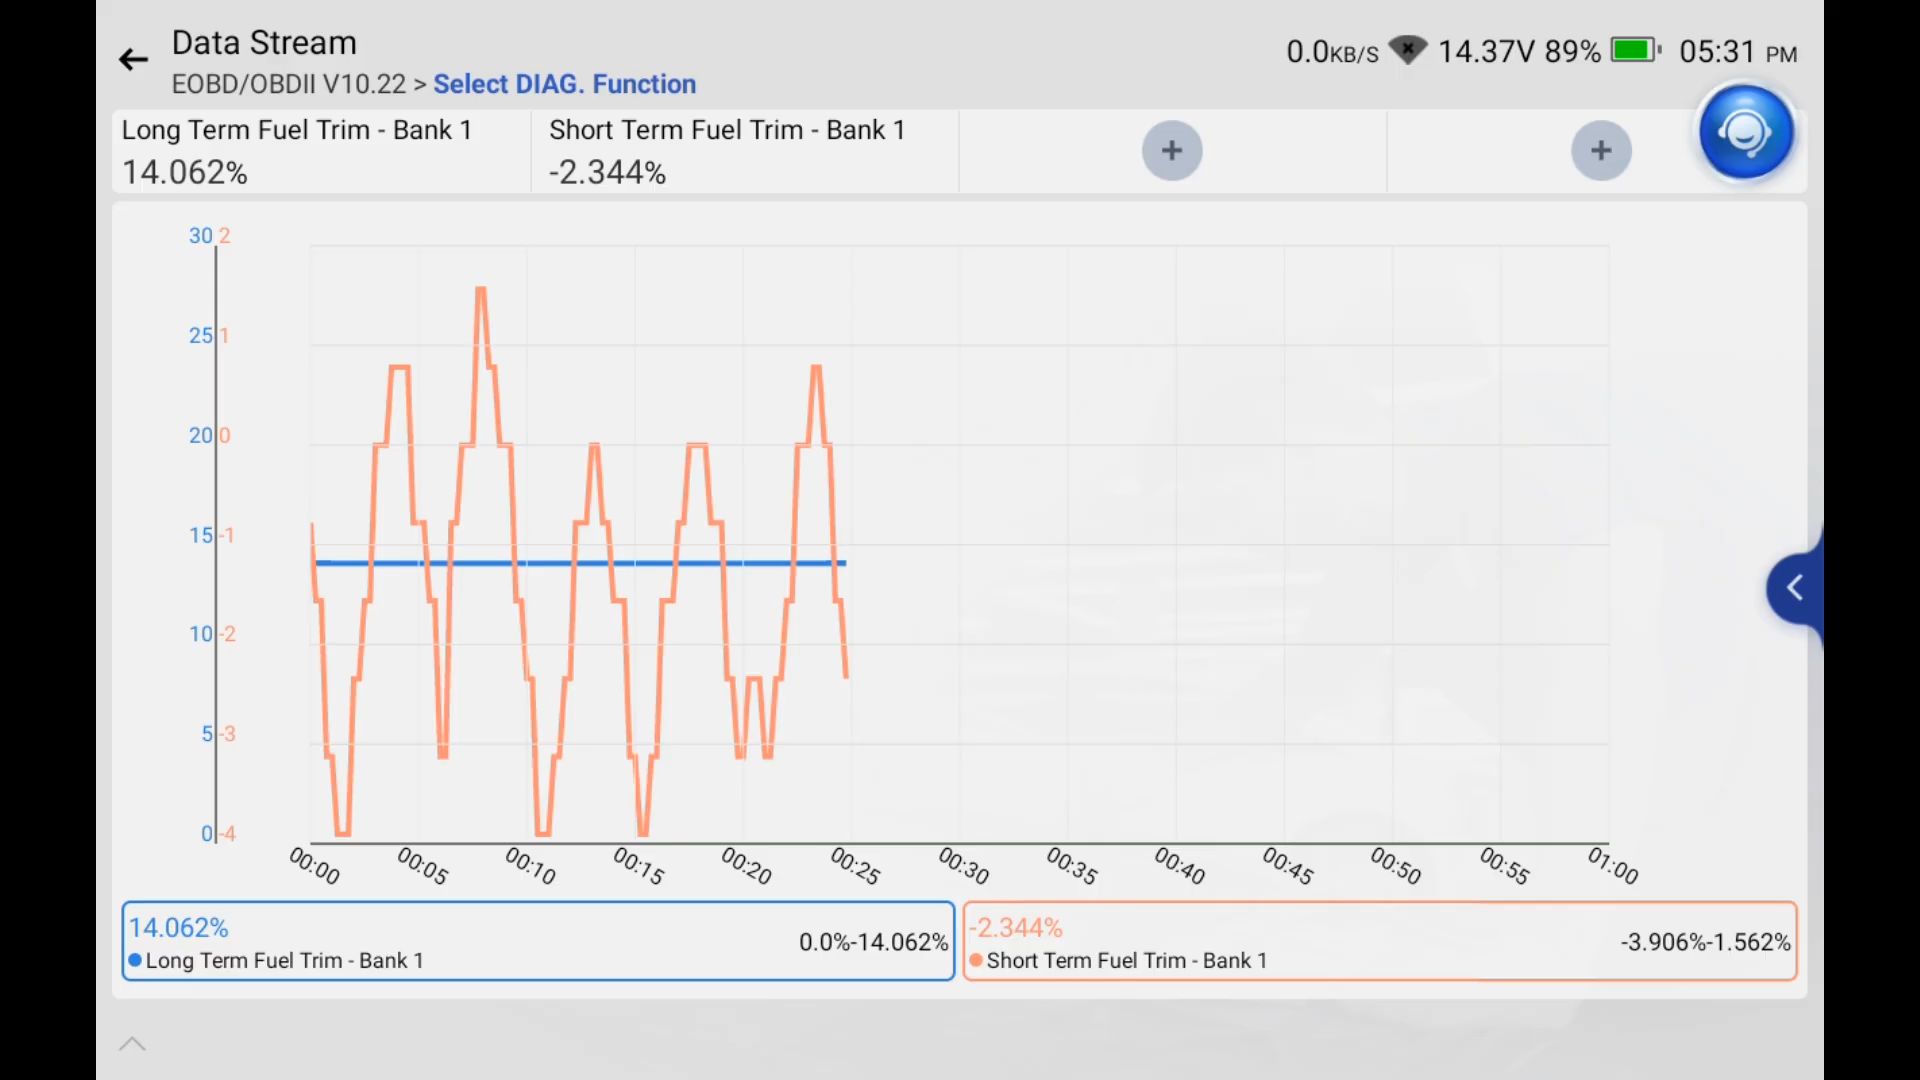 Data Stream
EOBD/OBDII V10.22 > Select DIAG. Function
0.0KB/S 14.37V 89% 05:31 PM
Long Term Fuel Trim - Bank 1
14.062%
Short Term Fuel Trim - Bank 1
-2.344%
+
+
30 2
25 1
20 0
15 -1
10 -2
5 -3
0 -4
00:00 00:05 00:10 00:15 00:20 00:25 00:30 00:35 00:40 00:45 00:50 00:55 01:00
14.062%
Long Term Fuel Trim - Bank 1
0.0%-14.062%
-2.344%
Short Term Fuel Trim - Bank 1
-3.906%-1.562%